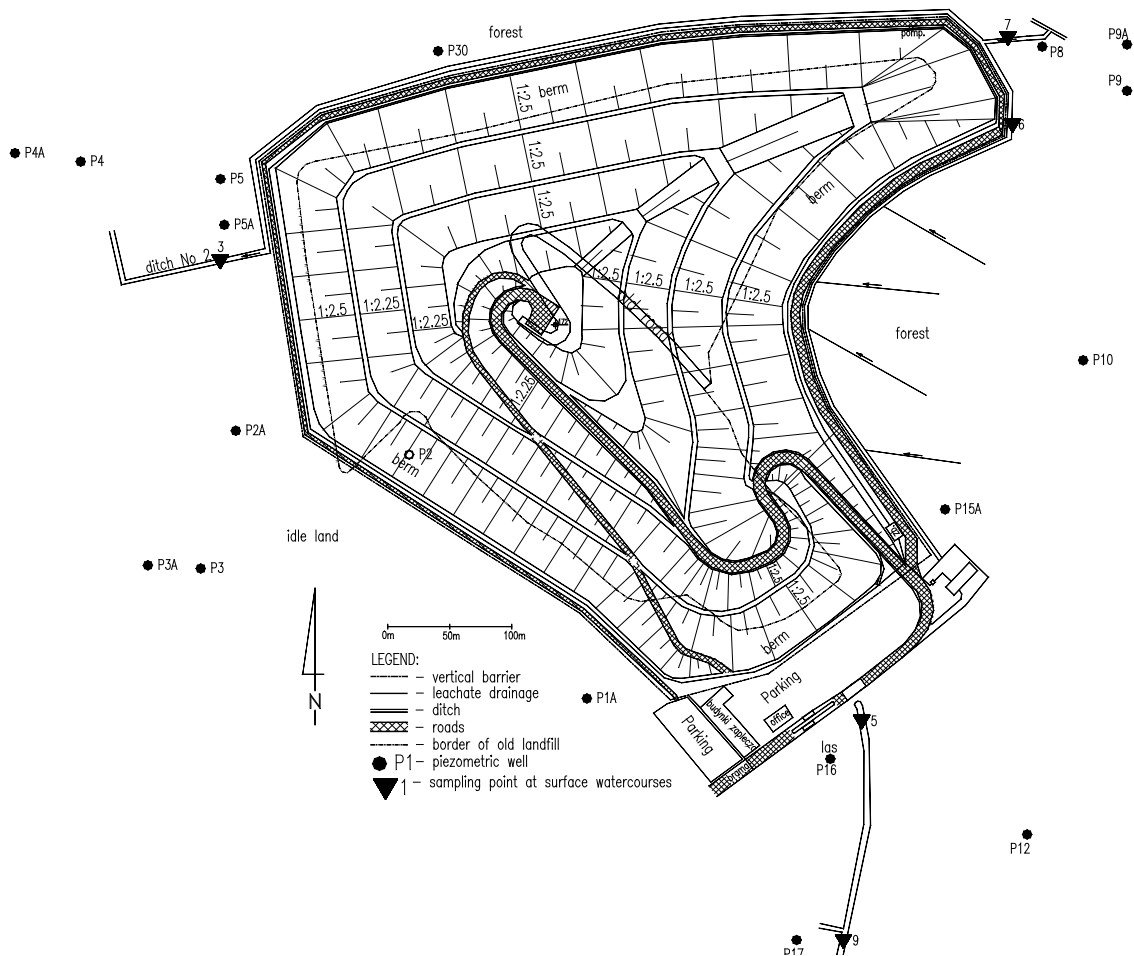 forest
7
P9A
P30
pomp.
P8
1:2.5
berm
P9
6
P4A
P4
1:2.5
P5
berm
1:2.5
P5A
ditch No 2
3
1:2.5
1:2.5
1:2.5
1:2.5
1:2.25
1:2.25
forest
P10
1:2.25
P2A
P2
berm
P15A
idle land
P3A
P3
1:2.5
1:2.5
0m
50m
100m
berm
LEGEND:
– vertical barrier
– leachate drainage
– ditch
– roads
– border of old landfill
P1 – piezometric well
1 – sampling point at surface watercourses
N
P1A
Parking
budynki zaplecza
office
Parking
brama
5
las
P16
P12
9
P17